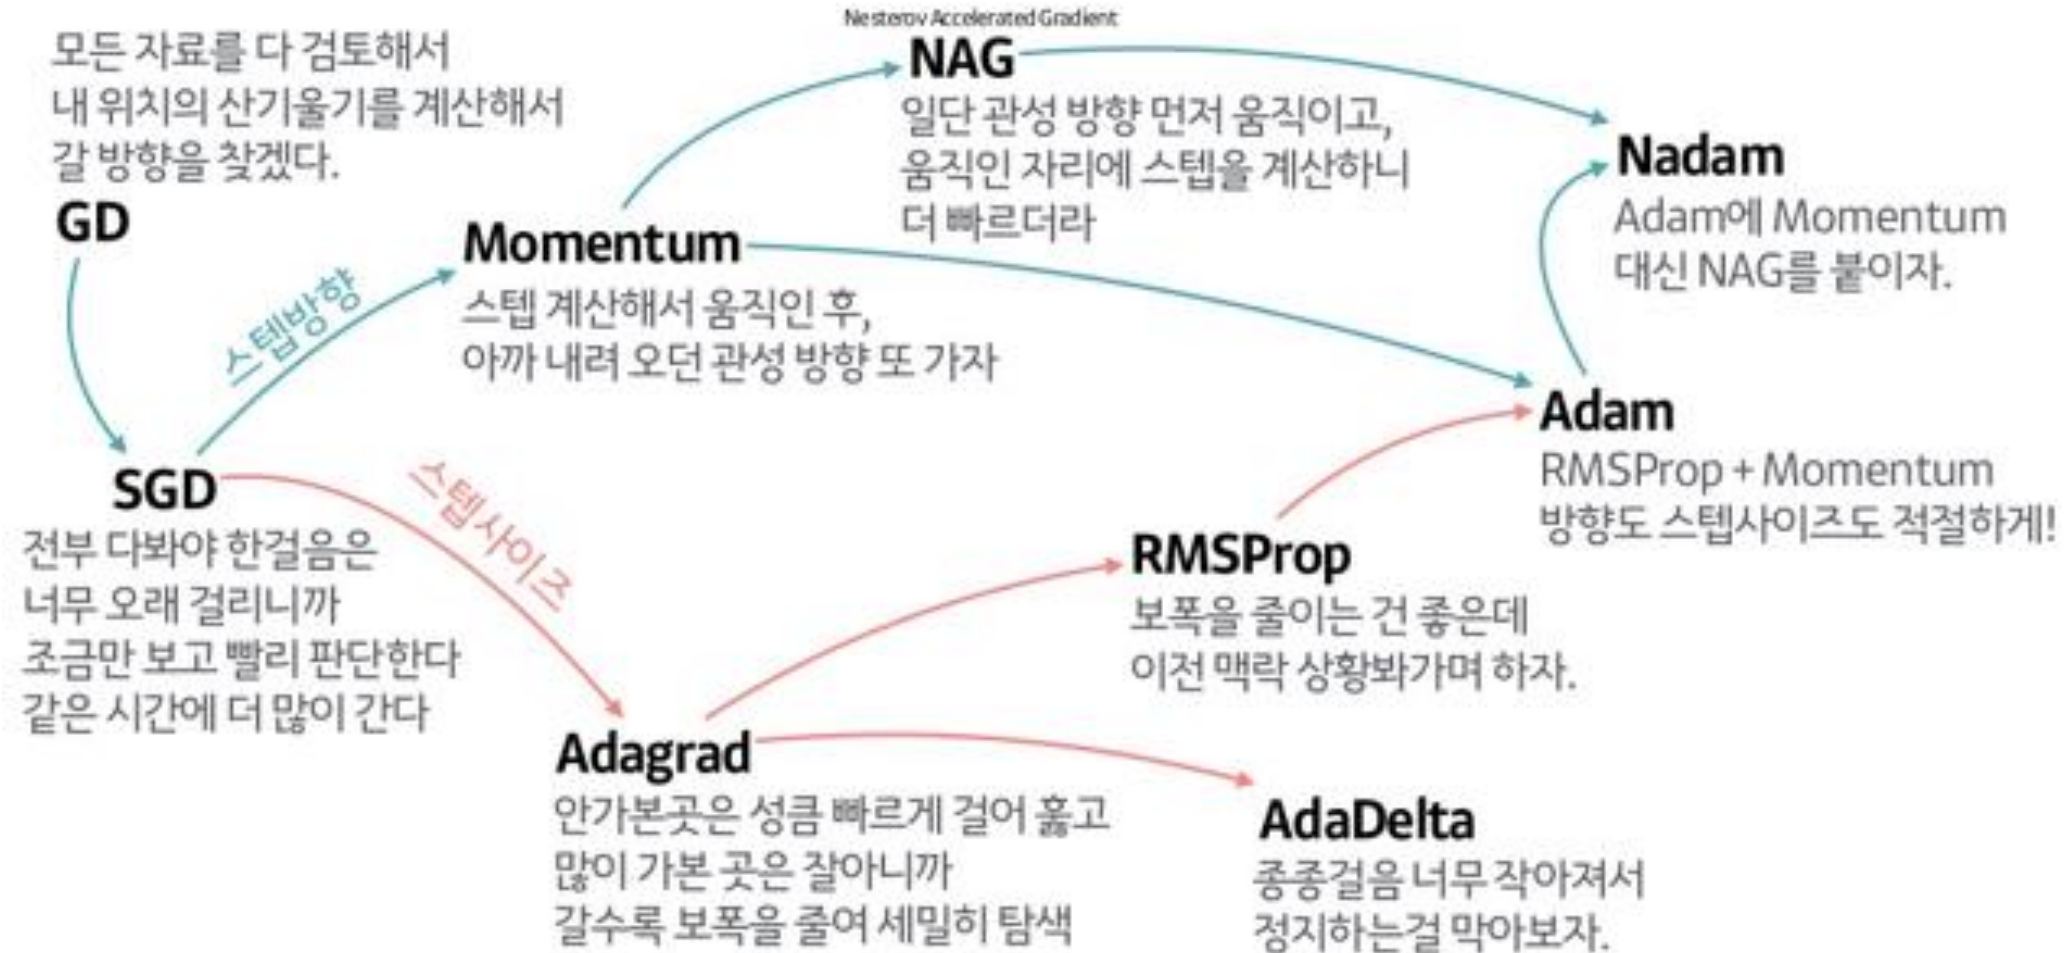 모든 자료를 다 검토해서
내 위치의 산기울기를 계산해서
갈 방향을 찾겠다.
GD
스텝방향
SGD
전부 다봐야 한걸음은
너무 오래 걸리니까
조금만 보고 빨리 판단한다
같은 시간에 더 많이 간다
스텝사이즈
Momentum
스텝 계산해서 움직인 후,
아까 내려 오던 관성 방향 또 가자
Nesterov Accelerated Gradient
NAG
일단 관성 방향 먼저 움직이고,
움직인 자리에 스텝을 계산하니
더 빠르더라
Nadam
Adam에 Momentum
대신 NAG를 붙이자.
Adam
RMSProp + Momentum
방향도 스텝사이즈도 적절하게!
RMSProp
보폭을 줄이는 건 좋은데
이전 맥락 상황봐가며 하자.
Adagrad
안가본곳은 성큼 빠르게 걸어 훑고
많이 가본 곳은 잘아니까
갈수록 보폭을 줄여 세밀히 탐색
AdaDelta
종종걸음 너무 작아져서
정지하는걸 막아보자.